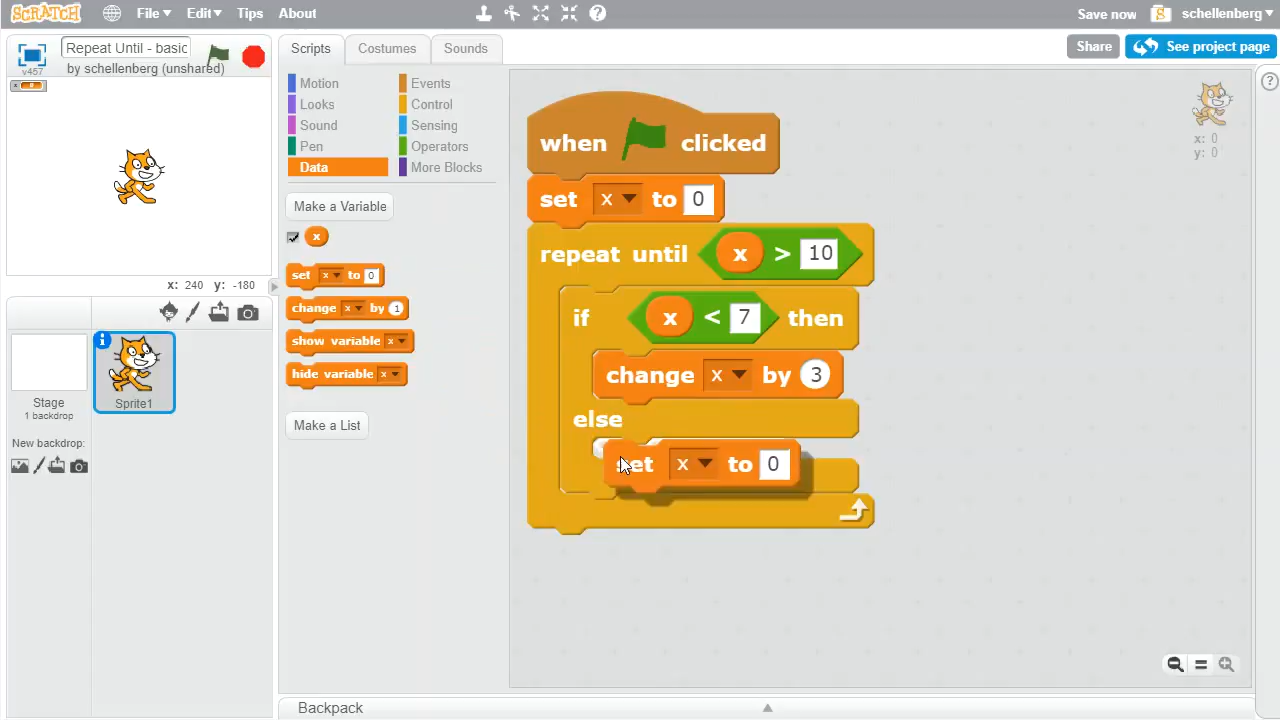 SCRATCH File Edit Tips About Save now schellenberg
Repeat Until - basic
by schellenberg (unshared)
v457
Scripts Costumes Sounds
Share See project page
x
Motion Events
Looks Control
Sound Sensing
Pen Operators
Data More Blocks
Make a Variable
x
set x to 0
change x by 1
show variable x
hide variable x
Make a List
x: 240 y: -180
Stage
1 backdrop
New backdrop:
Sprite1
when clicked
set x to 0
repeat until x > 10
if x < 7 then
change x by 3
else
set x to 0
x: 0
y: 0
Backpack